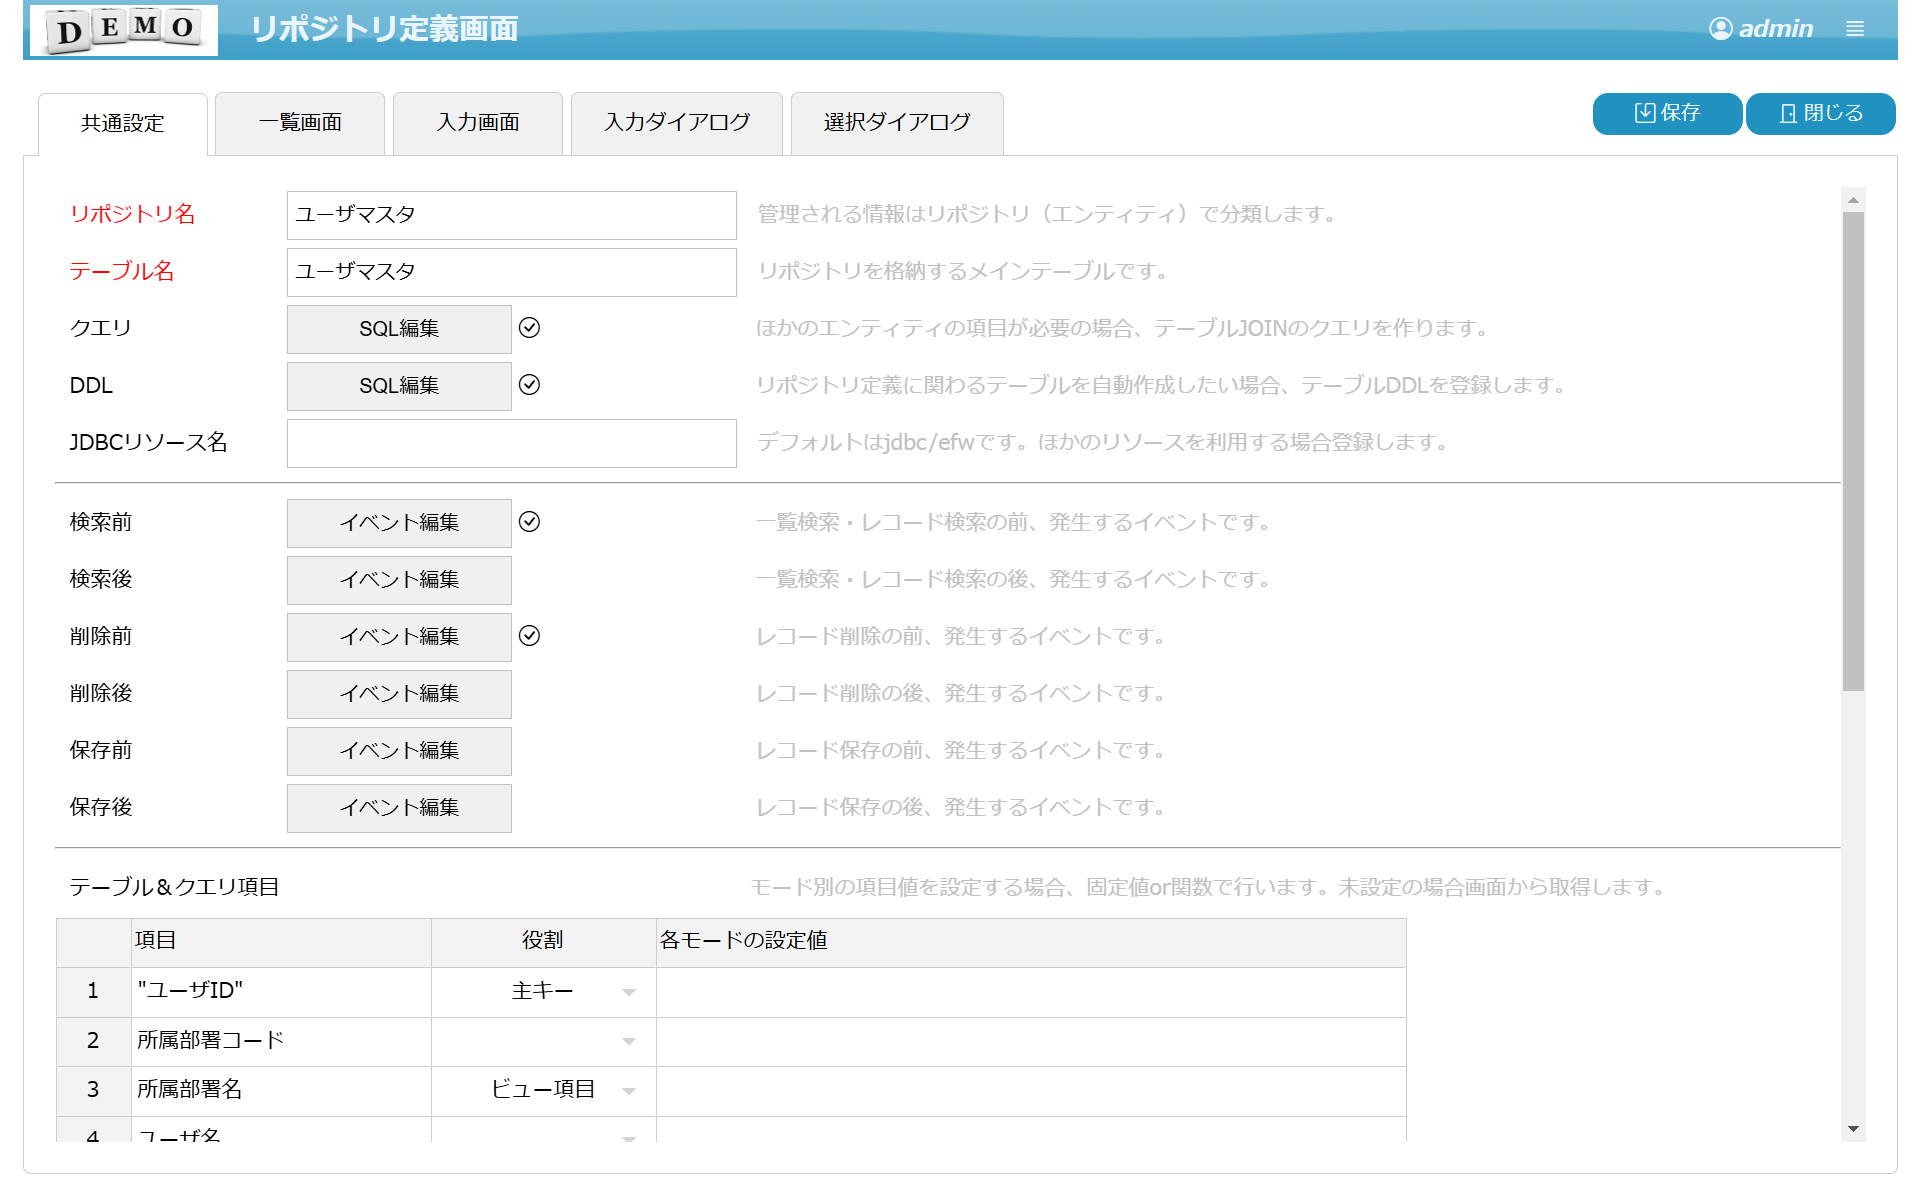 DEMO リポジトリ定義画面 admin
共通設定 一覧画面 入力画面 入力ダイアログ 選択ダイアログ 保存 閉じる
リポジトリ名 ユーザマスタ 管理される情報はリポジトリ（エンティティ）で分類します。
テーブル名 ユーザマスタ リポジトリを格納するメインテーブルです。
クエリ SQL編集 ほかのエンティティの項目が必要の場合、テーブルJOINのクエリを作ります。
DDL SQL編集 リポジトリ定義に関わるテーブルを自動作成したい場合、テーブルDDLを登録します。
JDBCリソース名 デフォルトはjdbc/efwです。ほかのリソースを利用する場合登録します。
検索前 イベント編集 一覧検索・レコード検索の前、発生するイベントです。
検索後 イベント編集 一覧検索・レコード検索の後、発生するイベントです。
削除前 イベント編集 レコード削除の前、発生するイベントです。
削除後 イベント編集 レコード削除の後、発生するイベントです。
保存前 イベント編集 レコード保存の前、発生するイベントです。
保存後 イベント編集 レコード保存の後、発生するイベントです。
テーブル＆クエリ項目 モード別の項目値を設定する場合、固定値or関数で行います。未設定の場合画面から取得します。
項目 役割 各モードの設定値
1 "ユーザID" 主キー
2 所属部署コード
3 所属部署名 ビュー項目
4 ユーザ名